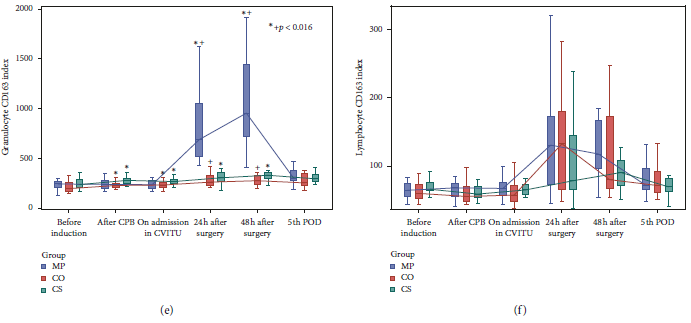 2000
1500
1000
500
0
Granulocyte CD163 index
*+
*+
*+p < 0.016
* *
* *
+ *
+ *
Before induction
After CPB
On admission in CVITU
24 h after surgery
48 h after surgery
5th POD
Group
MP
CO
CS
(e)
300
200
100
Lymphocyte CD163 index
Before induction
After CPB
On admission in CVITU
24 h after surgery
48 h after surgery
5th POD
Group
MP
CO
CS
(f)